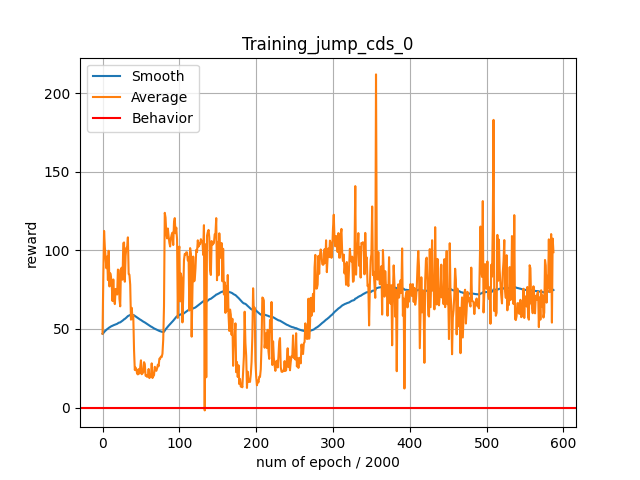 Training_jump_cds_0
Smooth
Average
Behavior
reward
200
150
100
50
0
0 100 200 300 400 500 600
num of epoch / 2000